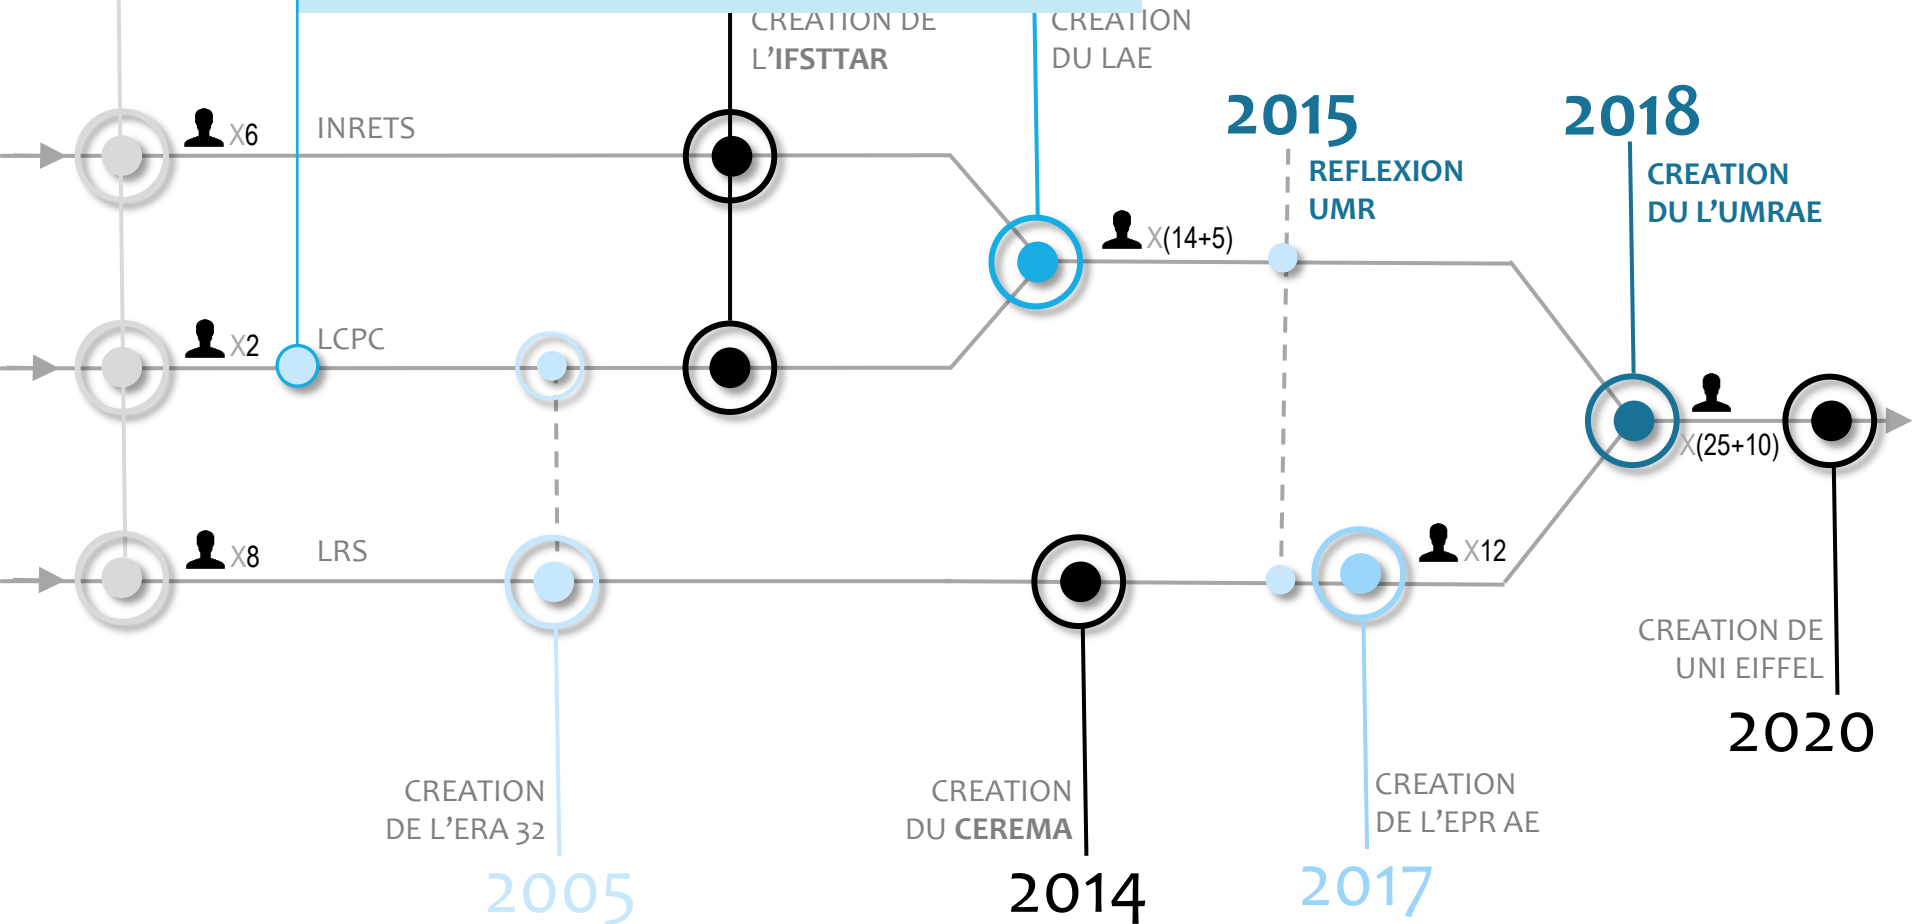 CREATION DE
L'IFSTTAR
CREATION
DU LAE
2015
REFLEXION
UMR
2018
CREATION
DU L'UMRAE
X6
INRETS
X(14+5)
X2
LCPC
X(25+10)
X8
LRS
X12
CREATION DE
UNI EIFFEL
2020
CREATION
DE L'ERA 32
2005
CREATION
DU CEREMA
2014
CREATION
DE L'EPR AE
2017